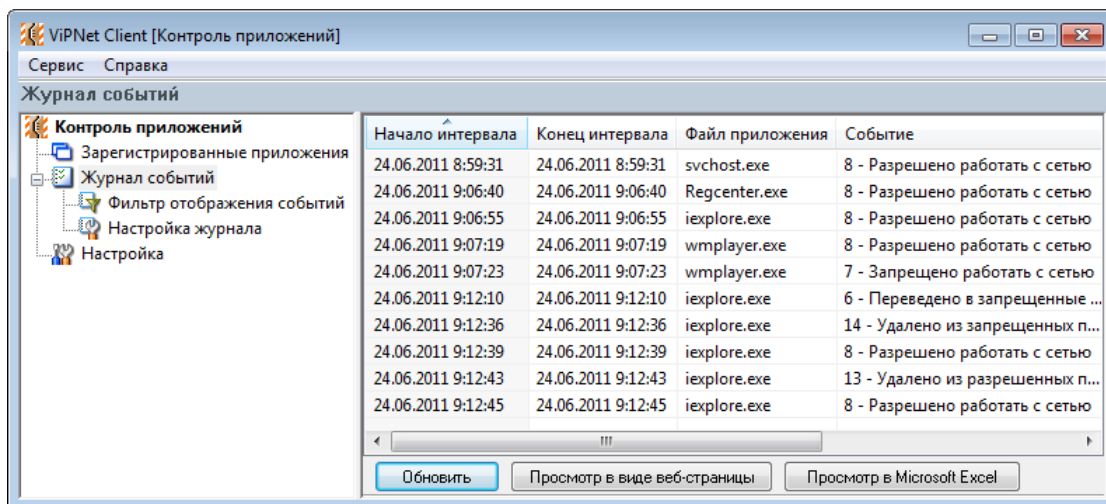 ViPNet Client [Контроль приложений]
Сервис Справка
Журнал событий
Контроль приложений
Зарегистрированные приложения
Журнал событий
Фильтр отображения событий
Настройка журнала
Настройка
Начало интервала Конец интервала Файл приложения Событие
24.06.2011 8:59:31 24.06.2011 8:59:31 svchost.exe 8 - Разрешено работать с сетью
24.06.2011 9:06:40 24.06.2011 9:06:40 Regcenter.exe 8 - Разрешено работать с сетью
24.06.2011 9:06:55 24.06.2011 9:06:55 iexplore.exe 8 - Разрешено работать с сетью
24.06.2011 9:07:19 24.06.2011 9:07:19 wmplayer.exe 8 - Разрешено работать с сетью
24.06.2011 9:07:23 24.06.2011 9:07:23 wmplayer.exe 7 - Запрещено работать с сетью
24.06.2011 9:12:10 24.06.2011 9:12:10 iexplore.exe 6 - Переведено в запрещенные ...
24.06.2011 9:12:36 24.06.2011 9:12:36 iexplore.exe 14 - Удалено из запрещенных п...
24.06.2011 9:12:39 24.06.2011 9:12:39 iexplore.exe 8 - Разрешено работать с сетью
24.06.2011 9:12:43 24.06.2011 9:12:43 iexplore.exe 13 - Удалено из разрешенных п...
24.06.2011 9:12:45 24.06.2011 9:12:45 iexplore.exe 8 - Разрешено работать с сетью
Обновить Просмотр в виде веб-страницы Просмотр в Microsoft Excel